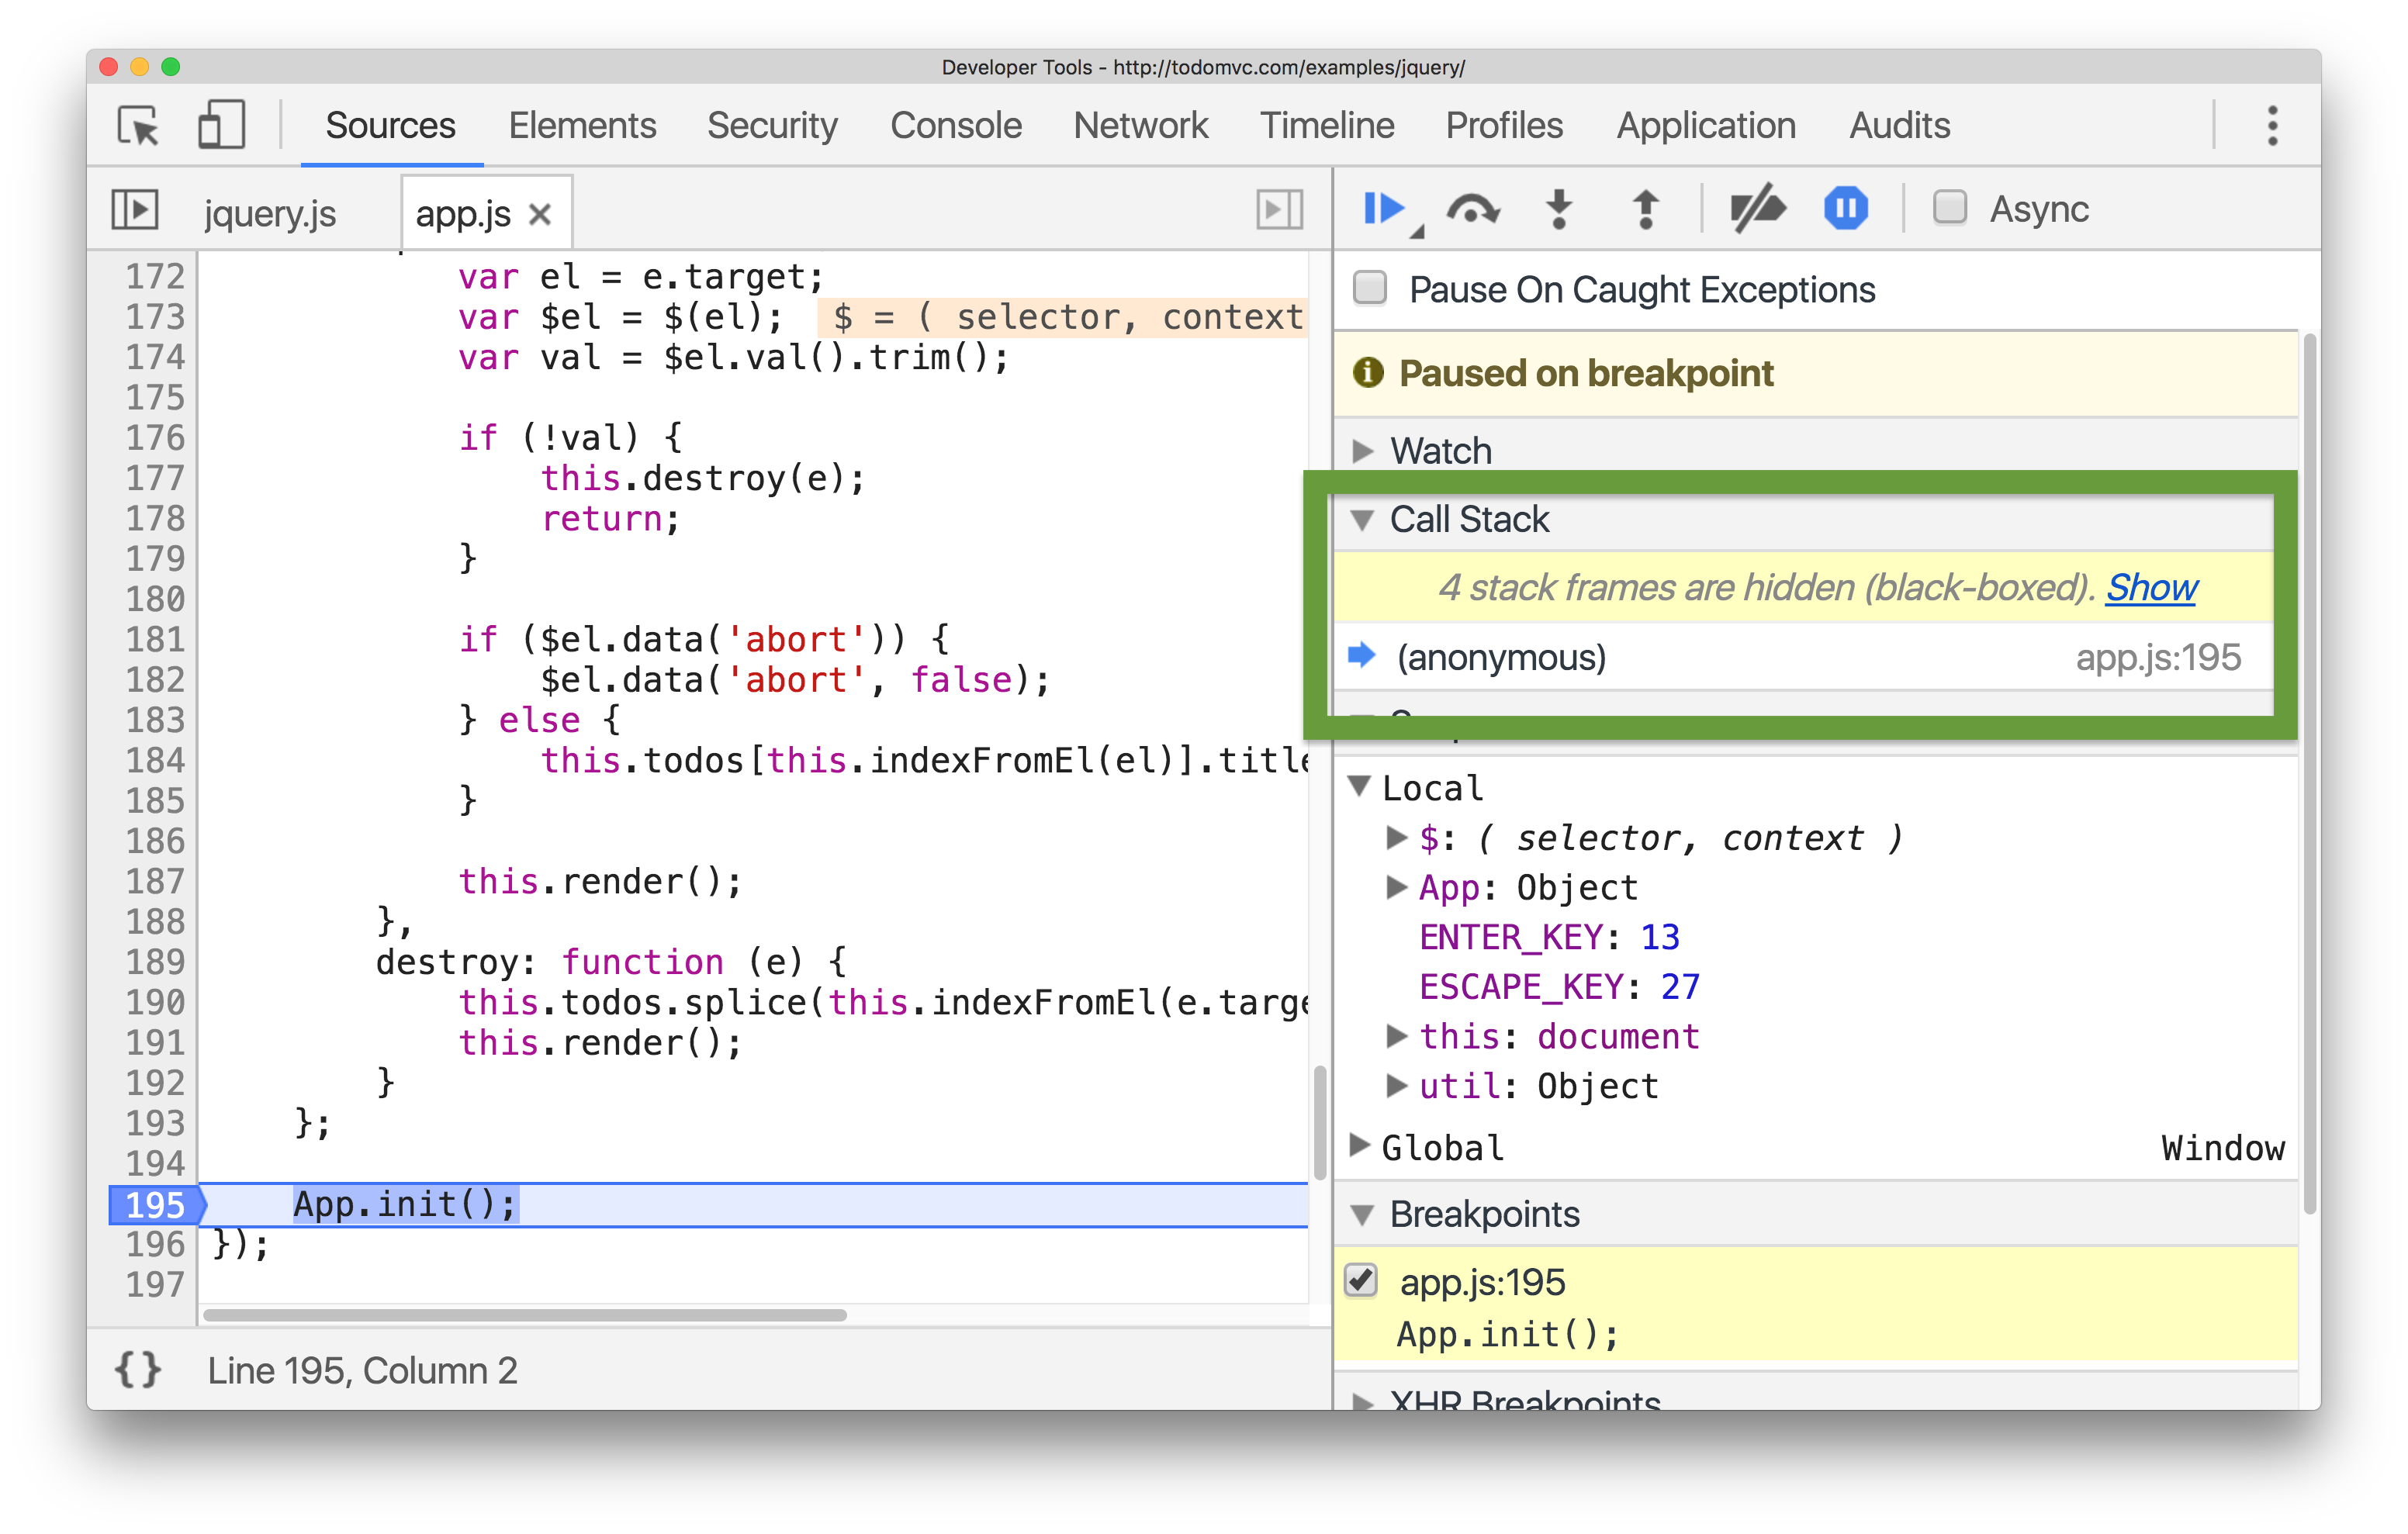 Developer Tools - http://todomvc.com/examples/jquery/
Sources Elements Security Console Network Timeline Profiles Application Audits
jquery.js app.js
172 var el = e.target;
173 var $el = $(el); $ = ( selector, context
174 var val = $el.val().trim();
175
176 if (!val) {
177 this.destroy(e);
178 return;
179 }
180
181 if ($el.data('abort')) {
182 $el.data('abort', false);
183 } else {
184 this.todos[this.indexFromEl(el)].title
185 }
186
187 this.render();
188 },
189 destroy: function (e) {
190 this.todos.splice(this.indexFromEl(e.targe
191 this.render();
192 }
193 };
194
195 App.init();
196 });
197
{} Line 195, Column 2
Async
Pause On Caught Exceptions
Paused on breakpoint
Watch
Call Stack
4 stack frames are hidden (black-boxed). Show
(anonymous) app.js:195
Local
$: ( selector, context )
App: Object
ENTER_KEY: 13
ESCAPE_KEY: 27
this: document
util: Object
Global Window
Breakpoints
app.js:195
App.init();
XHR Breakpoints